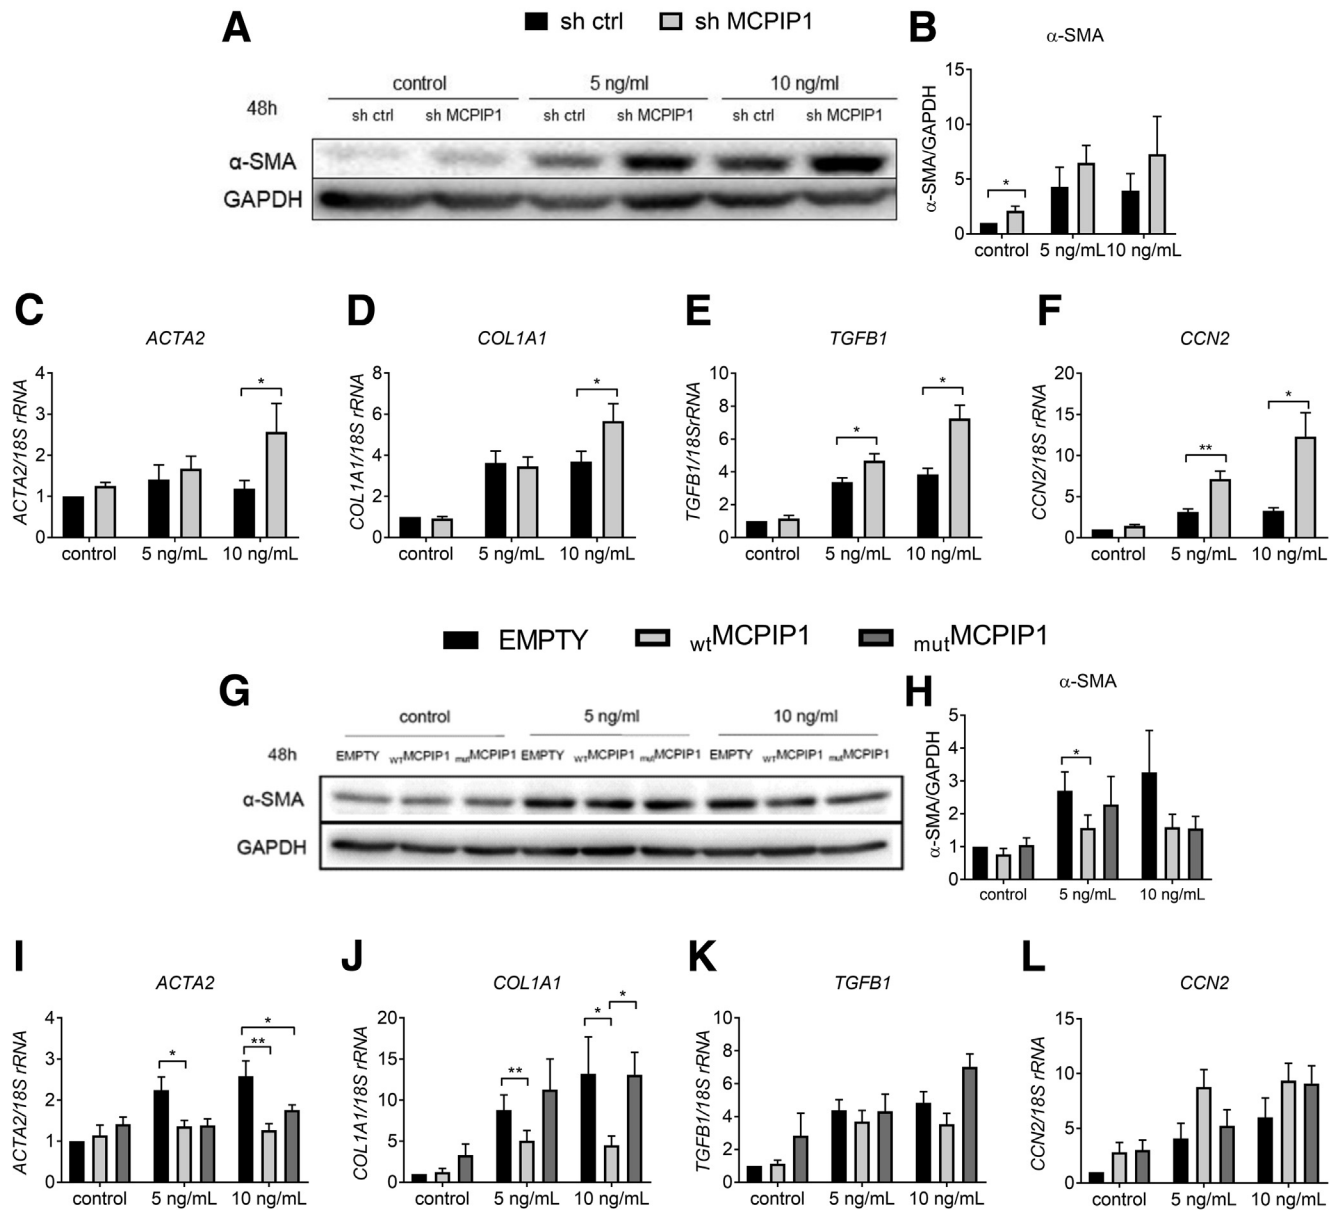 A
sh ctrl sh MCPIP1
control 5 ng/ml 10 ng/ml
48h sh ctrl sh MCPIP1 sh ctrl sh MCPIP1 sh ctrl sh MCPIP1
α-SMA
GAPDH
B
α-SMA
α-SMA/GAPDH
15
10
5
0
*
control 5 ng/mL 10 ng/mL
C
ACTA2
ACTA2/18S rRNA
4
3
2
1
0
*
control 5 ng/mL 10 ng/mL
D
COL1A1
COL1A1/18S rRNA
8
6
4
2
0
*
control 5 ng/mL 10 ng/mL
E
TGFB1
TGFB1/18SrRNA
10
8
6
4
2
0
* *
control 5 ng/mL 10 ng/mL
F
CCN2
CCN2/18S rRNA
20
15
10
5
0
** *
control 5 ng/mL 10 ng/mL
EMPTY wtMCPIP1 mutMCPIP1
G
control 5 ng/ml 10 ng/ml
48h EMPTY WTMCPIP1 mutMCPIP1 EMPTY WTMCPIP1 mutMCPIP1 EMPTY WTMCPIP1 mutMCPIP1
α-SMA
GAPDH
H
α-SMA
α-SMA/GAPDH
5
4
3
2
1
0
*
control 5 ng/mL 10 ng/mL
I
ACTA2
ACTA2/18S rRNA
4
3
2
1
0
* ** *
control 5 ng/mL 10 ng/mL
J
COL1A1
COL1A1/18S rRNA
20
15
10
5
0
** * *
control 5 ng/mL 10 ng/mL
K
TGFB1
TGFB1/18S rRNA
10
8
6
4
2
0
control 5 ng/mL 10 ng/mL
L
CCN2
CCN2/18S rRNA
15
10
5
0
control 5 ng/mL 10 ng/mL